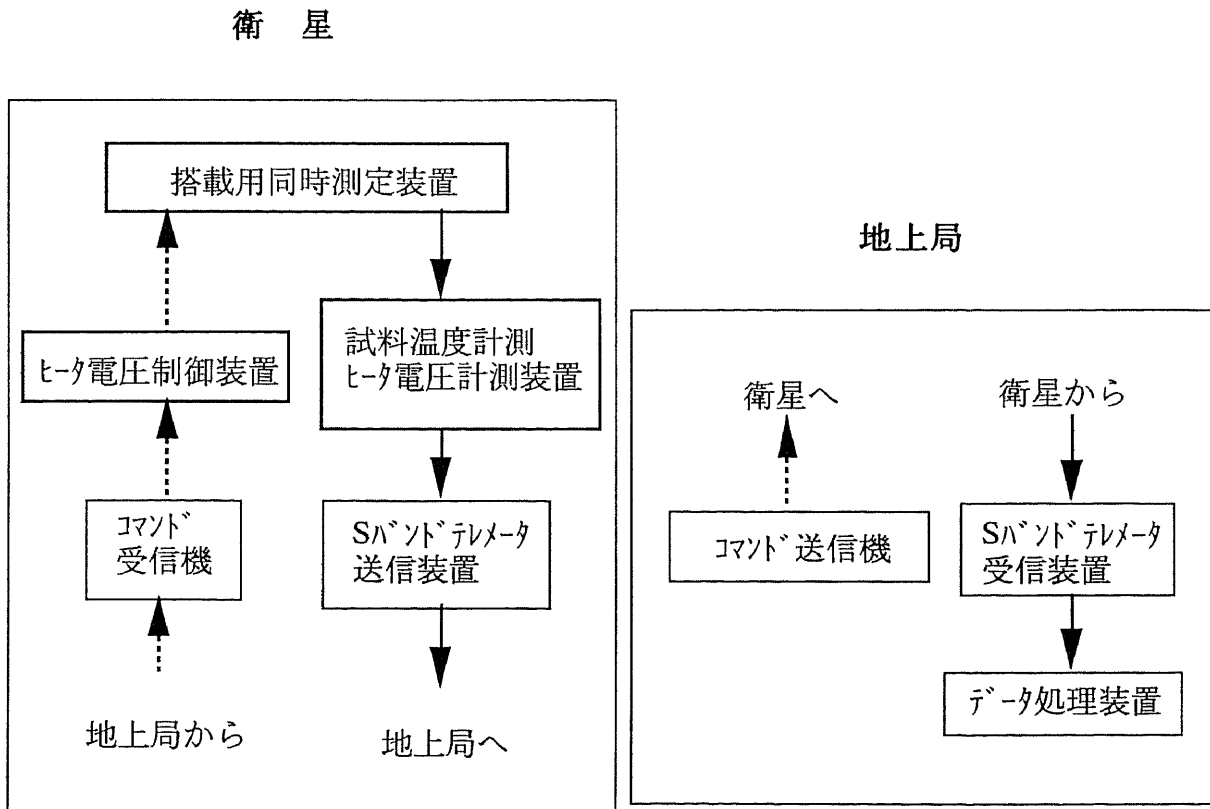 衛 星
搭載用同時測定装置
ﾋｰﾀ電圧制御装置
試料温度計測
ﾋｰﾀ電圧計測装置
ｺﾏﾝﾄﾞ
受信機
Sﾊﾞﾝﾄﾞﾃﾚﾒｰﾀ
送信装置
地上局から
地上局へ
地上局
衛星へ
衛星から
ｺﾏﾝﾄﾞ送信機
Sﾊﾞﾝﾄﾞﾃﾚﾒｰﾀ
受信装置
ﾃﾞｰﾀ処理装置